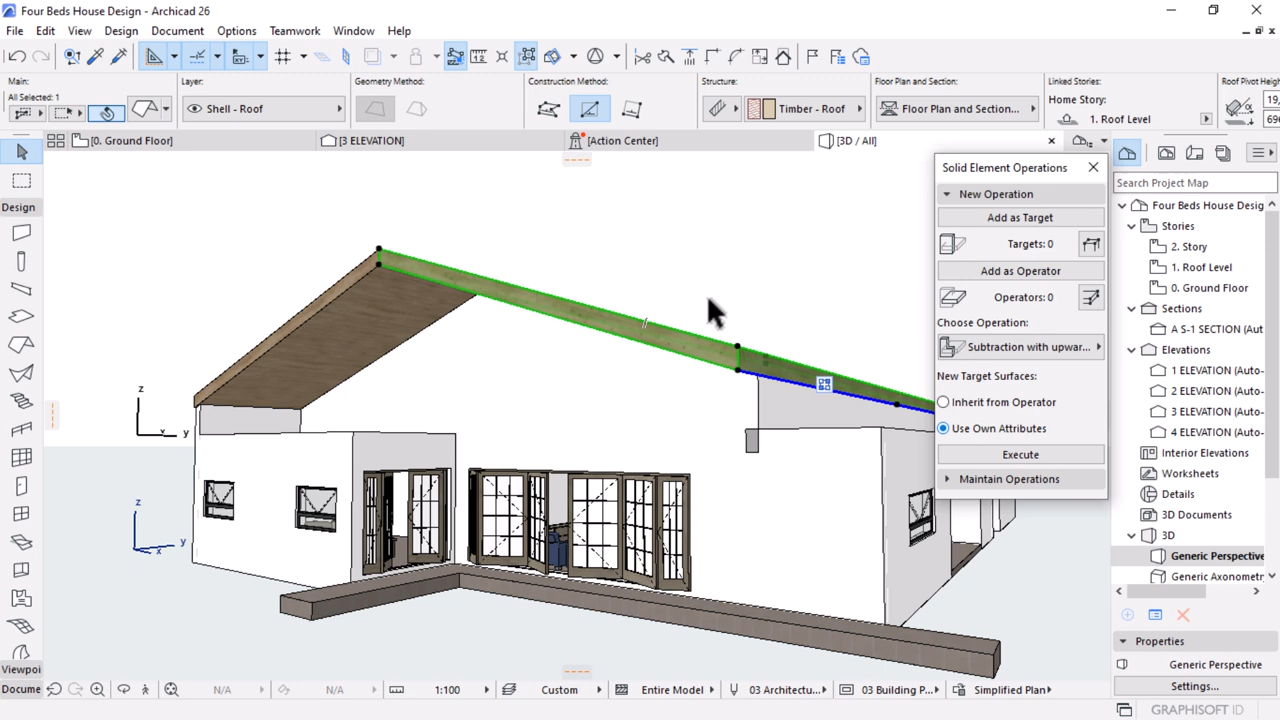 Four Beds House Design - Archicad 26
File Edit View Design Document Options Teamwork Window Help
Main:
All Selected: 1
Layer:
Shell - Roof
Geometry Method:
Construction Method:
Structure:
Timber - Roof
Floor Plan and Section:
Floor Plan and Section...
Linked Stories:
Home Story:
1. Roof Level
Roof Pivot Heigh
19,
696
[0. Ground Floor]
[3 ELEVATION]
[Action Center]
[3D / All]
Design
Solid Element Operations
New Operation
Add as Target
Targets: 0
Add as Operator
Operators: 0
Choose Operation:
Subtraction with upwar...
New Target Surfaces:
Inherit from Operator
Use Own Attributes
Execute
Maintain Operations
Search Project Map
Four Beds House Desig
Stories
2. Story
1. Roof Level
0. Ground Floor
Sections
A S-1 SECTION (Aut
Elevations
1 ELEVATION (Auto-
2 ELEVATION (Auto-
3 ELEVATION (Auto-
4 ELEVATION (Auto-
Interior Elevations
Worksheets
Details
3D Documents
3D
Generic Perspective
Generic Axonometr
Properties
Generic Perspective
Settings...
z
x
y
z
x
y
Viewpoi
Docume
N/A
N/A
1:100
Custom
Entire Model
03 Architectu...
03 Building P...
Simplified Plan
GRAPHISOFT ID